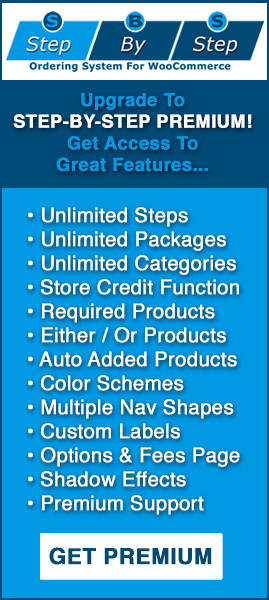 S B S
Step By Step
Ordering System For WooCommerce
Upgrade To
STEP-BY-STEP PREMIUM!
Get Access To
Great Features...
• Unlimited Steps
• Unlimited Packages
• Unlimited Categories
• Store Credit Function
• Required Products
• Either / Or Products
• Auto Added Products
• Color Schemes
• Multiple Nav Shapes
• Custom Labels
• Options & Fees Page
• Shadow Effects
• Premium Support
GET PREMIUM